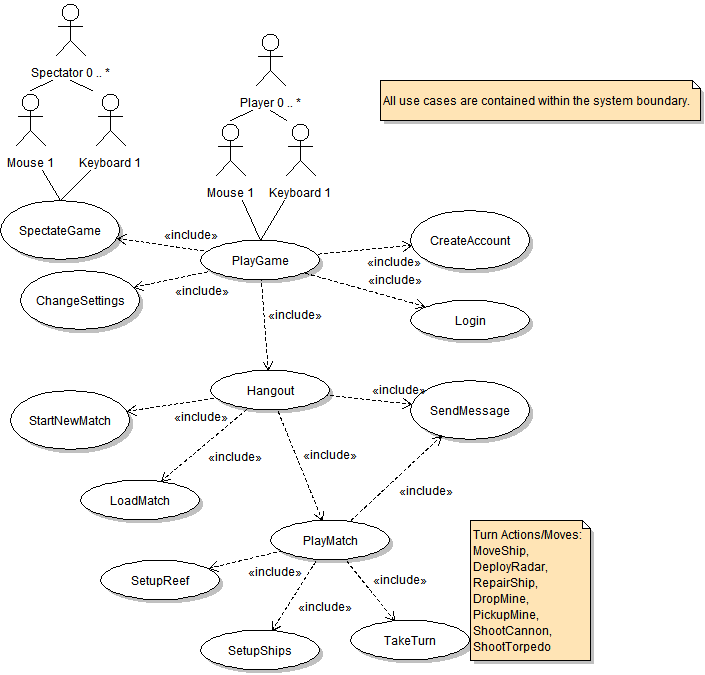 Spectator 0 .. *
Player 0 .. *
All use cases are contained within the system boundary.
Mouse 1
Keyboard 1
Mouse 1
Keyboard 1
SpectateGame
«include»
CreateAccount
PlayGame
«include»
«include»
ChangeSettings
«include»
«include»
Login
Hangout
«include»
StartNewMatch
«include»
SendMessage
«include»
«include»
LoadMatch
«include»
PlayMatch
Turn Actions/Moves:
MoveShip,
DeployRadar,
RepairShip,
DropMine,
PickupMine,
ShootCannon,
ShootTorpedo
SetupReef
«include»
«include»
«include»
SetupShips
TakeTurn